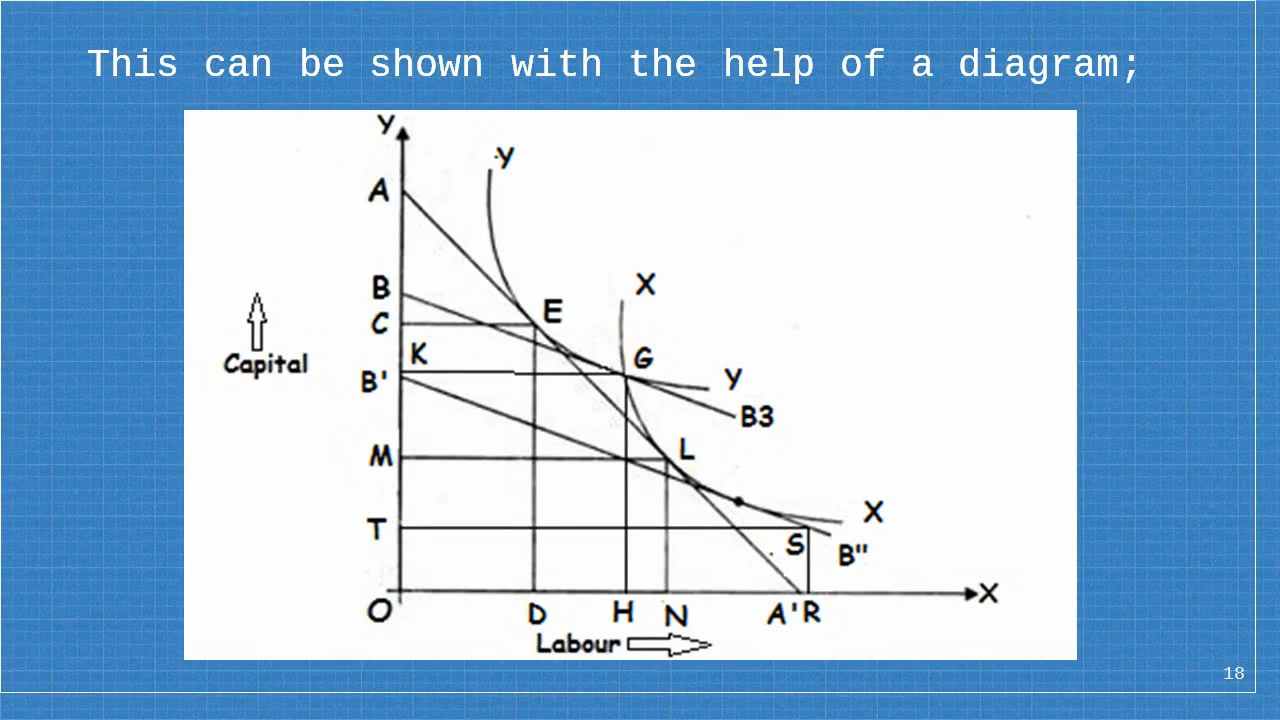 This can be shown with the help of a diagram;
Y
Y
A
X
B
E
C
K
G
Capital
B'
Y
B3
L
M
X
T
S
B"
O
D
H
N
A'
R
X
Labour
18